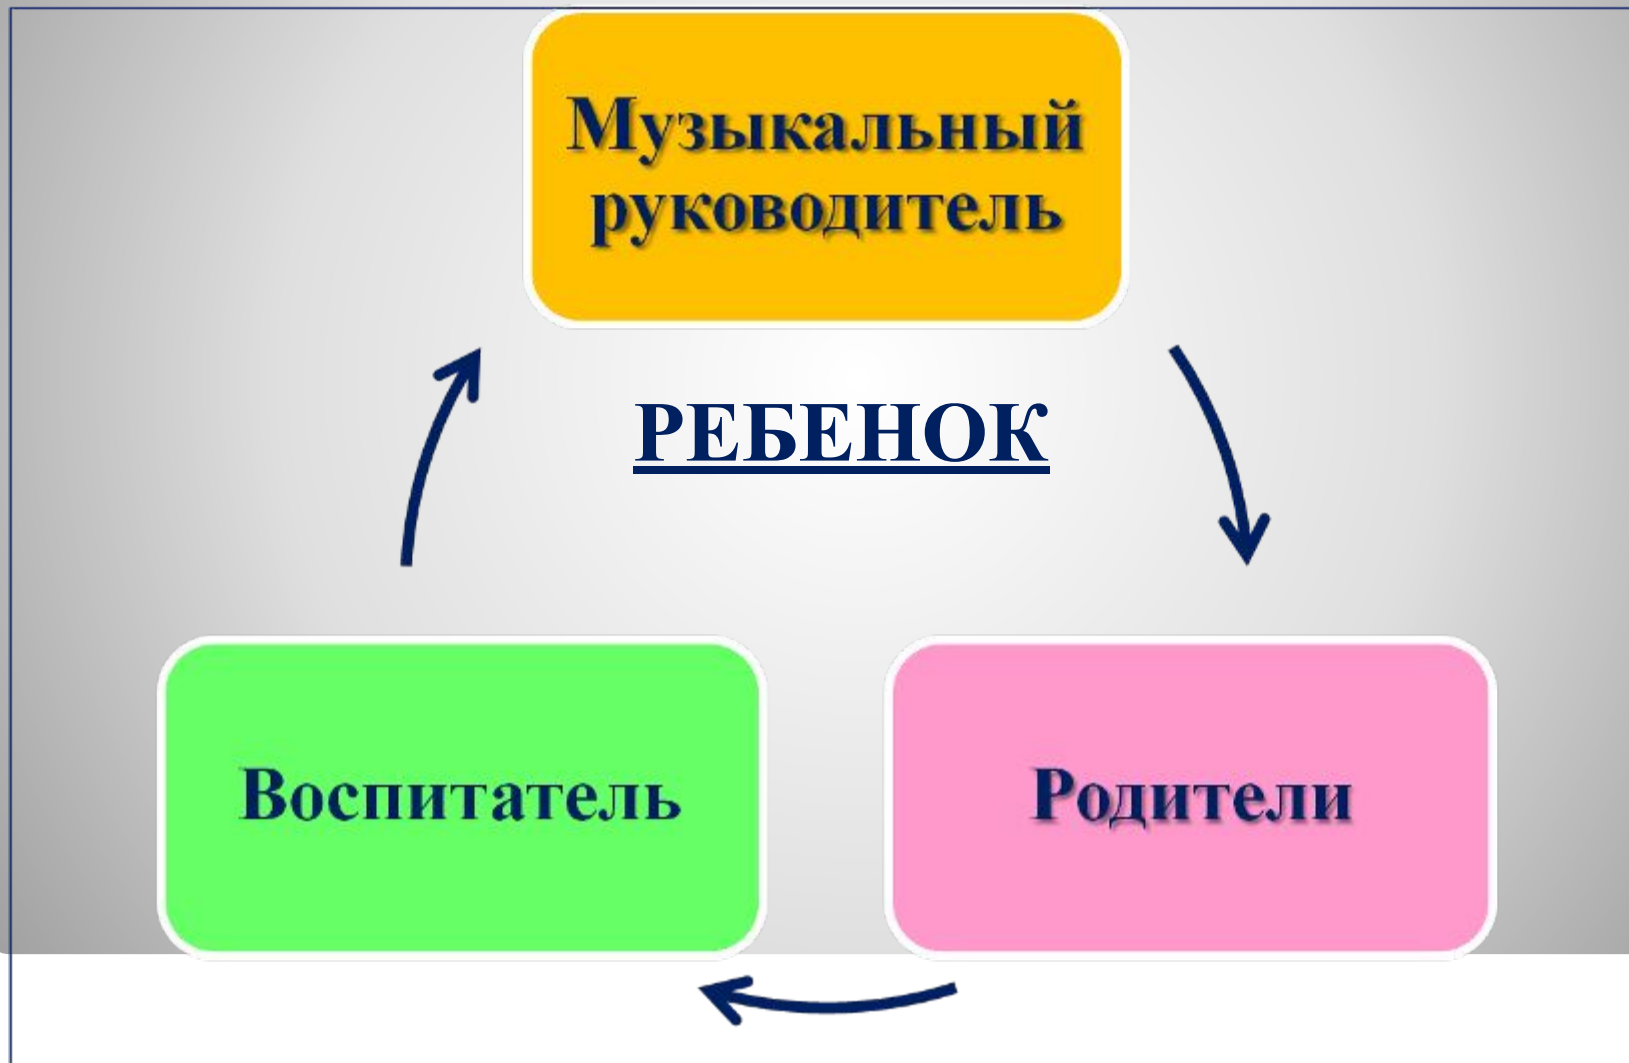 Музыкальный
руководитель
РЕБЕНОК
Воспитатель
Родители